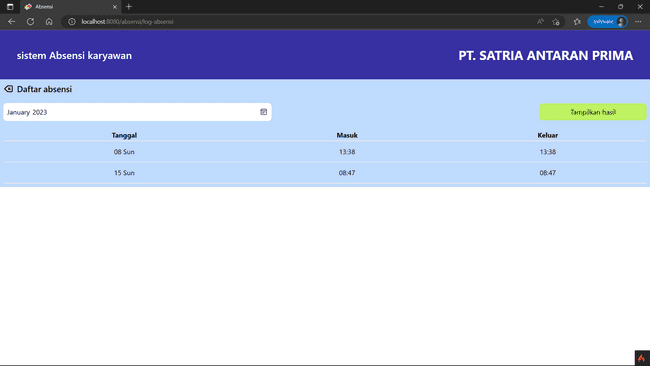 Absensi
localhost:8080/absensi/log-absensi
sistem Absensi karyawan
PT. SATRIA ANTARAN PRIMA
Daftar absensi
January 2023
Tampilkan hasil
Tanggal Masuk Keluar
08 Sun 13:38 13:38
15 Sun 08:47 08:47